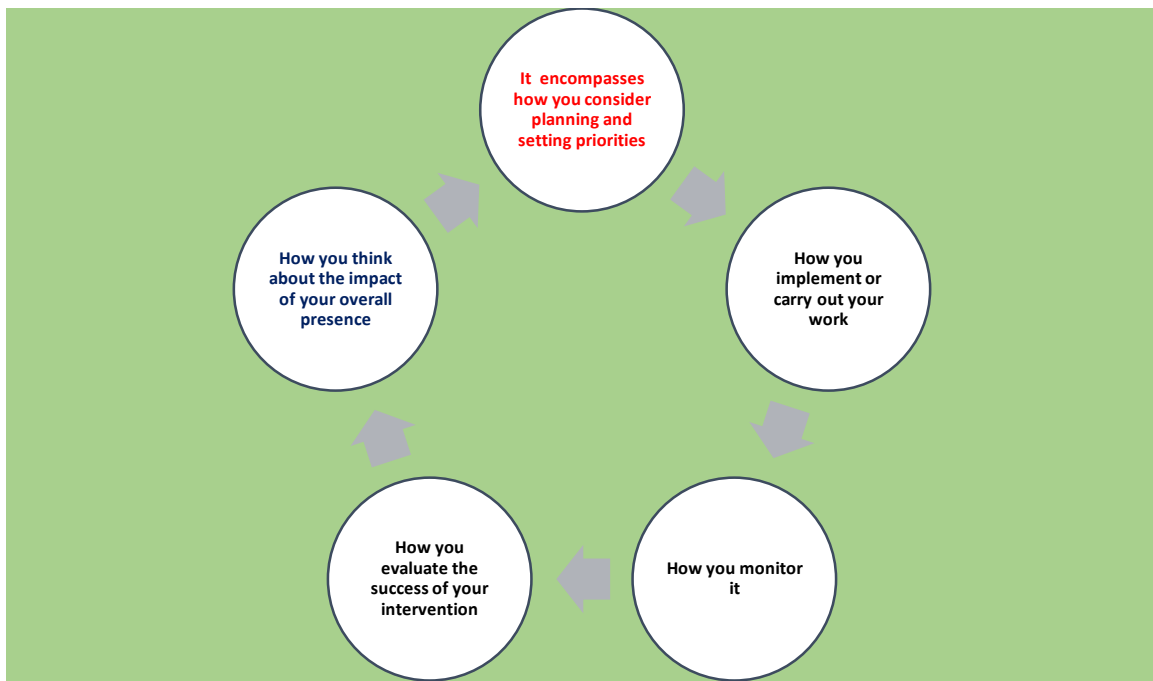 It encompasses
how you consider
planning and
setting priorities
How you
implement or
carry out your
work
How you monitor
it
How you
evaluate the
success of your
intervention
How you think
about the impact
of your overall
presence